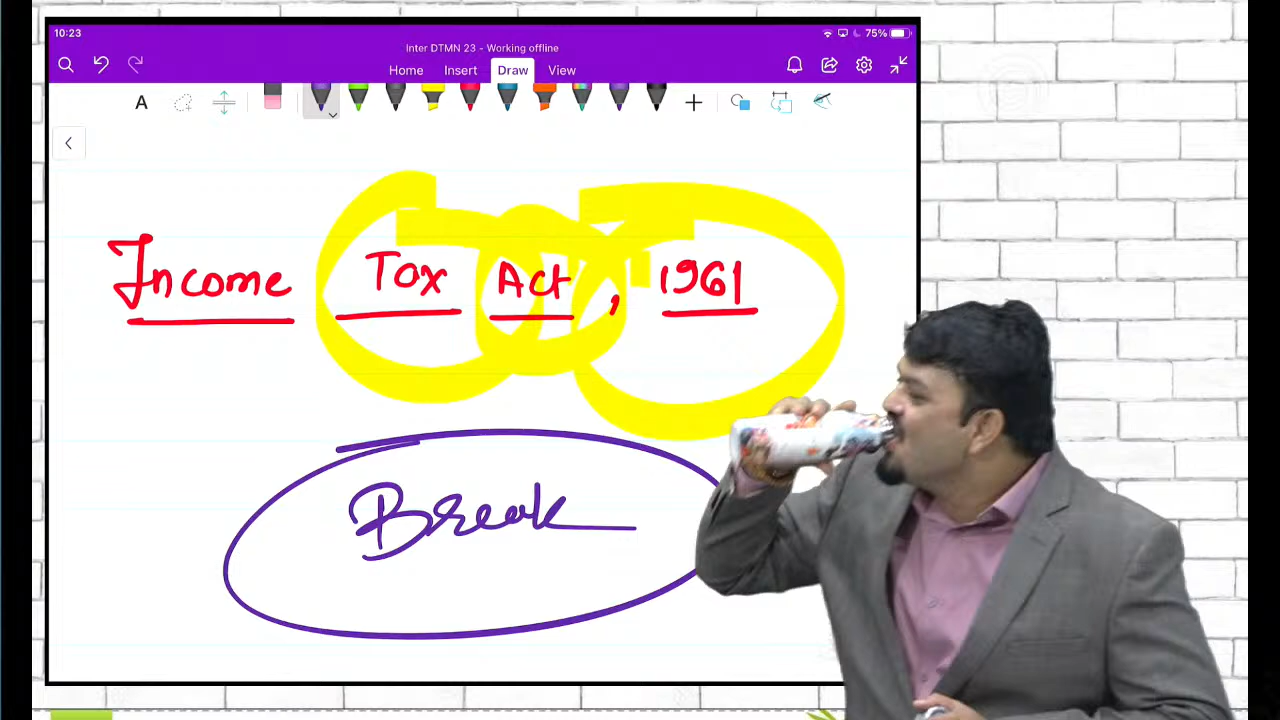 10:23
75%
Inter DTMN 23 - Working offline
Home Insert Draw View
A
Income Tax Act, 1961
Break